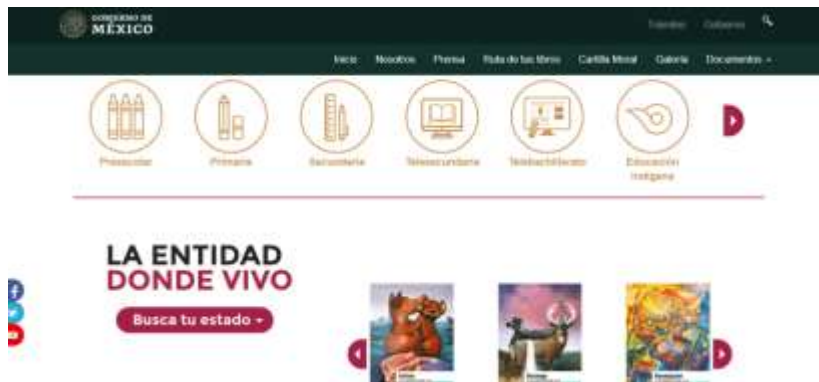 GOBIERNO DE
MÉXICO
Trámites Gobierno
Inicio Nosotros Prensa Ruta de tus libros Cartilla Moral Galería Documentos
Preescolar Primaria Secundaria Telesecundaria Telebachillerato Educación
Indígena
LA ENTIDAD
DONDE VIVO
Busca tu estado